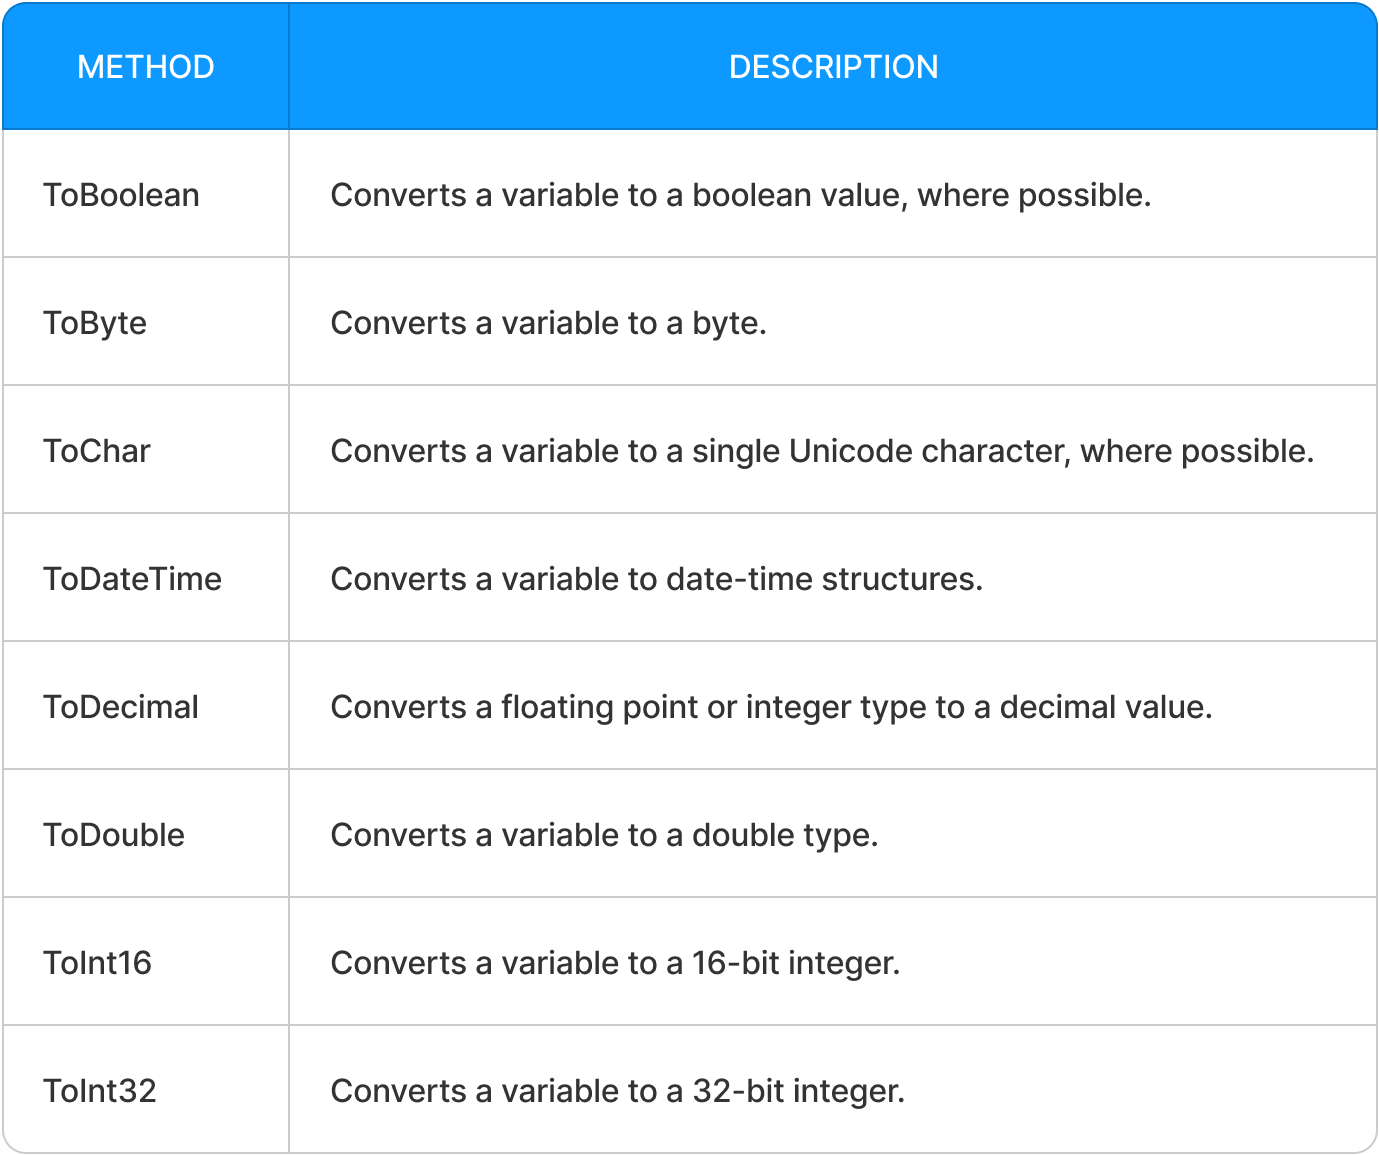 METHOD DESCRIPTION
ToBoolean Converts a variable to a boolean value, where possible.
ToByte Converts a variable to a byte.
ToChar Converts a variable to a single Unicode character, where possible.
ToDateTime Converts a variable to date-time structures.
ToDecimal Converts a floating point or integer type to a decimal value.
ToDouble Converts a variable to a double type.
ToInt16 Converts a variable to a 16-bit integer.
ToInt32 Converts a variable to a 32-bit integer.